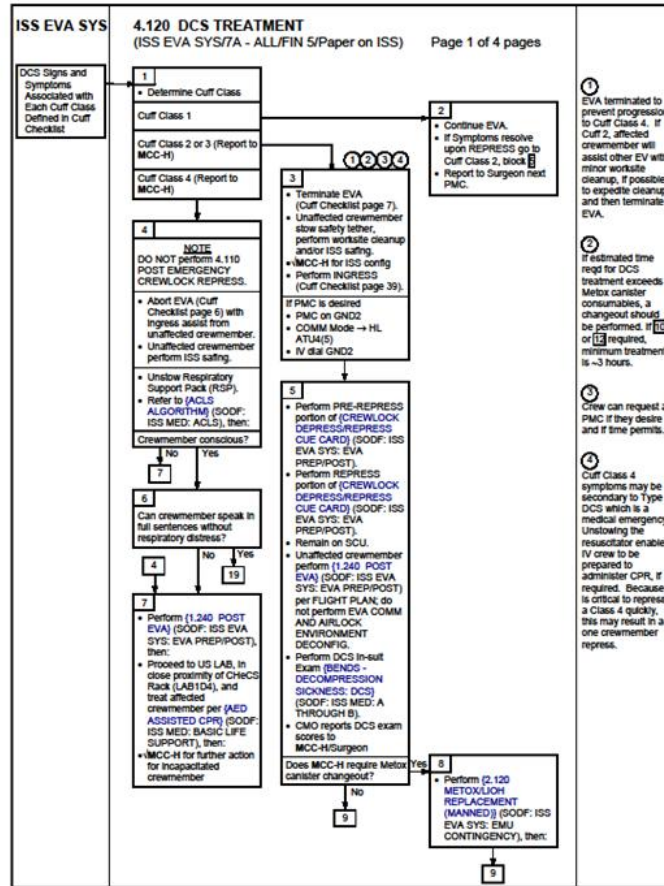 ISS EVA SYS
4.120 DCS TREATMENT
(ISS EVA SYS/7A - ALL/FIN 5/Paper on ISS)
Page 1 of 4 pages
DCS Signs and
Symptoms
Associated with
Each Cuff Class
Defined in Cuff
Checklist
1
• Determine Cuff Class
Cuff Class 1
Cuff Class 2 or 3 (Report to
MCC-H)
Cuff Class 4 (Report to
MCC-H)
2
• Continue EVA.
• If Symptoms resolve
upon REPRESS go to
Cuff Class 2, block
• Report to Surgeon next
PMC.
1 2 3 4
3
• Terminate EVA
(Cuff Checklist page 7).
• Unaffected crewmember
stow safety tether,
perform worksite cleanup
and/or ISS safing.
•√MCC-H for ISS config
• Perform INGRESS
(Cuff Checklist page 39).
If PMC is desired
• PMC on GND2
• COMM Mode → HL
ATU4(5)
• IV dial GND2
4
NOTE
DO NOT perform 4.110
POST EMERGENCY
CREWLOCK REPRESS.
• Abort EVA (Cuff
Checklist page 6) with
Ingress assist from
unaffected crewmember.
• Unaffected crewmember
perform ISS safing.
• Unstow Respiratory
Support Pack (RSP).
• Refer to {ACLS
ALGORITHM} (SODF:
ISS MED: ACLS), then:
Crewmember conscious?
No Yes
7
6
Can crewmember speak in
full sentences without
respiratory distress?
No Yes
4
19
7
• Perform {1.240 POST
EVA} (SODF: ISS EVA
SYS: EVA PREP/POST),
then:
• Proceed to US LAB, in
close proximity of CHeCS
Rack (LAB1D4), and
treat affected
crewmember per {AED
ASSISTED CPR} (SODF:
ISS MED: BASIC LIFE
SUPPORT), then:
•√MCC-H for further action
for incapacitated
crewmember
5
• Perform PRE-REPRESS
portion of {CREWLOCK
DEPRESS/REPRESS
CUE CARD} (SODF: ISS
EVA SYS: EVA
PREP/POST).
• Perform REPRESS
portion of {CREWLOCK
DEPRESS/REPRESS
CUE CARD} (SODF: ISS
EVA SYS: EVA
PREP/POST).
• Remain on SCU.
• Unaffected crewmember
perform {1.240 POST
EVA} (SODF: ISS EVA
SYS: EVA PREP/POST)
per FLIGHT PLAN; do
not perform EVA COMM
AND AIRLOCK
ENVIRONMENT
DECONFIG.
• Perform DCS In-suit
Exam {BENDS -
DECOMPRESSION
SICKNESS: DCS}
(SODF: ISS MED: A
THROUGH B).
• CMO reports DCS exam
scores to
MCC-H/Surgeon
Does MCC-H require Metox
canister changeout?
Yes
No
9
8
• Perform {2.120
METOX/LIOH
REPLACEMENT
(MANNED)} (SODF: ISS
EVA SYS: EMU
CONTINGENCY), then:
9
1
EVA terminated to
prevent progression
to Cuff Class 4. If
Cuff 2, affected
crewmember will
assist other EV with
minor worksite
cleanup, if possible
to expedite cleanup
and then terminate
EVA.
2
If estimated time
reqd for DCS
treatment exceeds
Metox canister
consumables, a
changeout should
be performed. If 10
or 12 required,
minimum treatment
is ~3 hours.
3
Crew can request a
PMC if they desire
and if time permits.
4
Cuff Class 4
symptoms may be
secondary to Type
DCS which is a
medical emergency
Unstowing the
resuscitator enable
IV crew to be
prepared to
administer CPR, if
required. Because
is critical to repress
a Class 4 quickly,
this may result in a
one crewmember
repress.